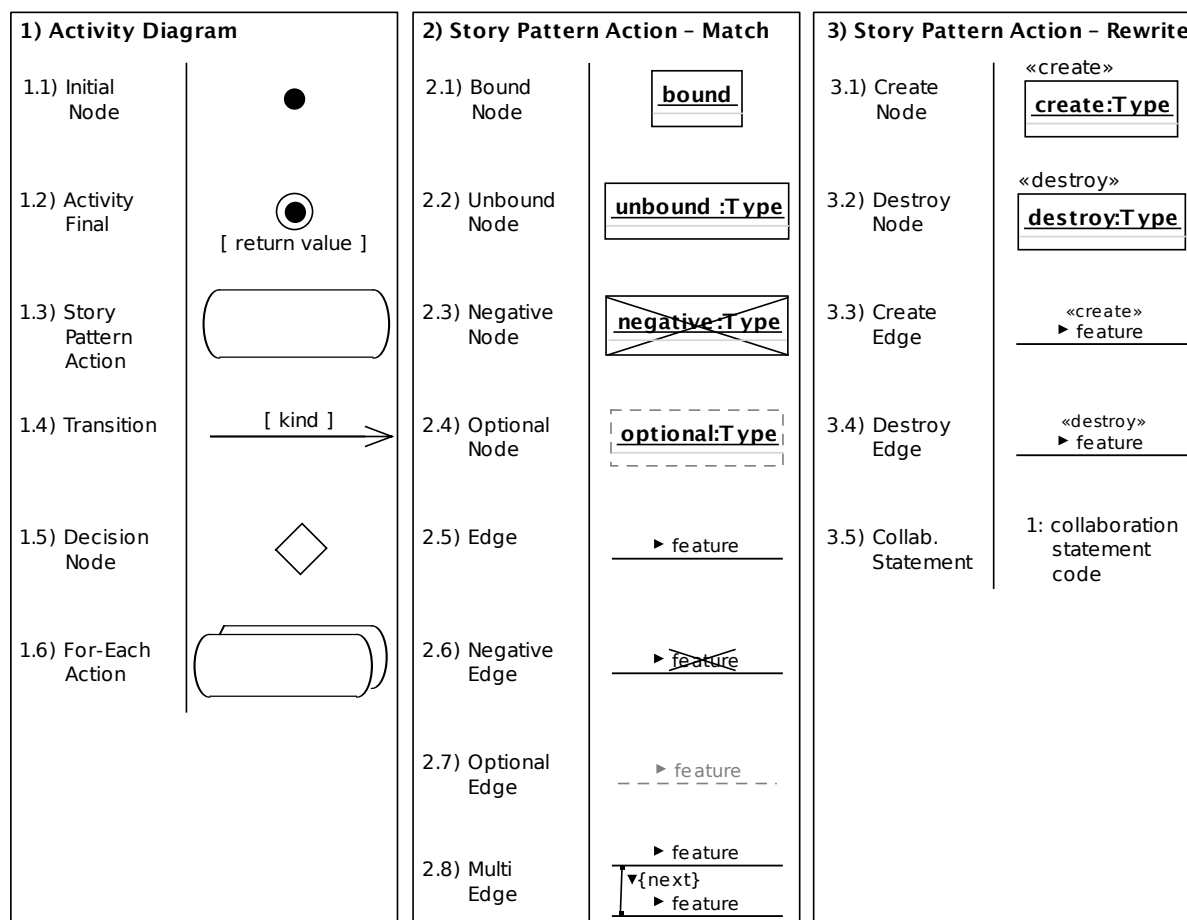 1) Activity Diagram
1.1) Initial
Node
1.2) Activity
Final
[ return value ]
1.3) Story
Pattern
Action
1.4) Transition
[ kind ]
1.5) Decision
Node
1.6) For-Each
Action
2) Story Pattern Action – Match
2.1) Bound
Node
bound
2.2) Unbound
Node
unbound :Type
2.3) Negative
Node
negative:Type
2.4) Optional
Node
optional:Type
2.5) Edge
feature
2.6) Negative
Edge
feature
2.7) Optional
Edge
feature
2.8) Multi
Edge
feature
{next}
feature
3) Story Pattern Action – Rewrite
3.1) Create
Node
«create»
create:Type
3.2) Destroy
Node
«destroy»
destroy:Type
3.3) Create
Edge
«create»
feature
3.4) Destroy
Edge
«destroy»
feature
3.5) Collab.
Statement
1: collaboration
statement
code